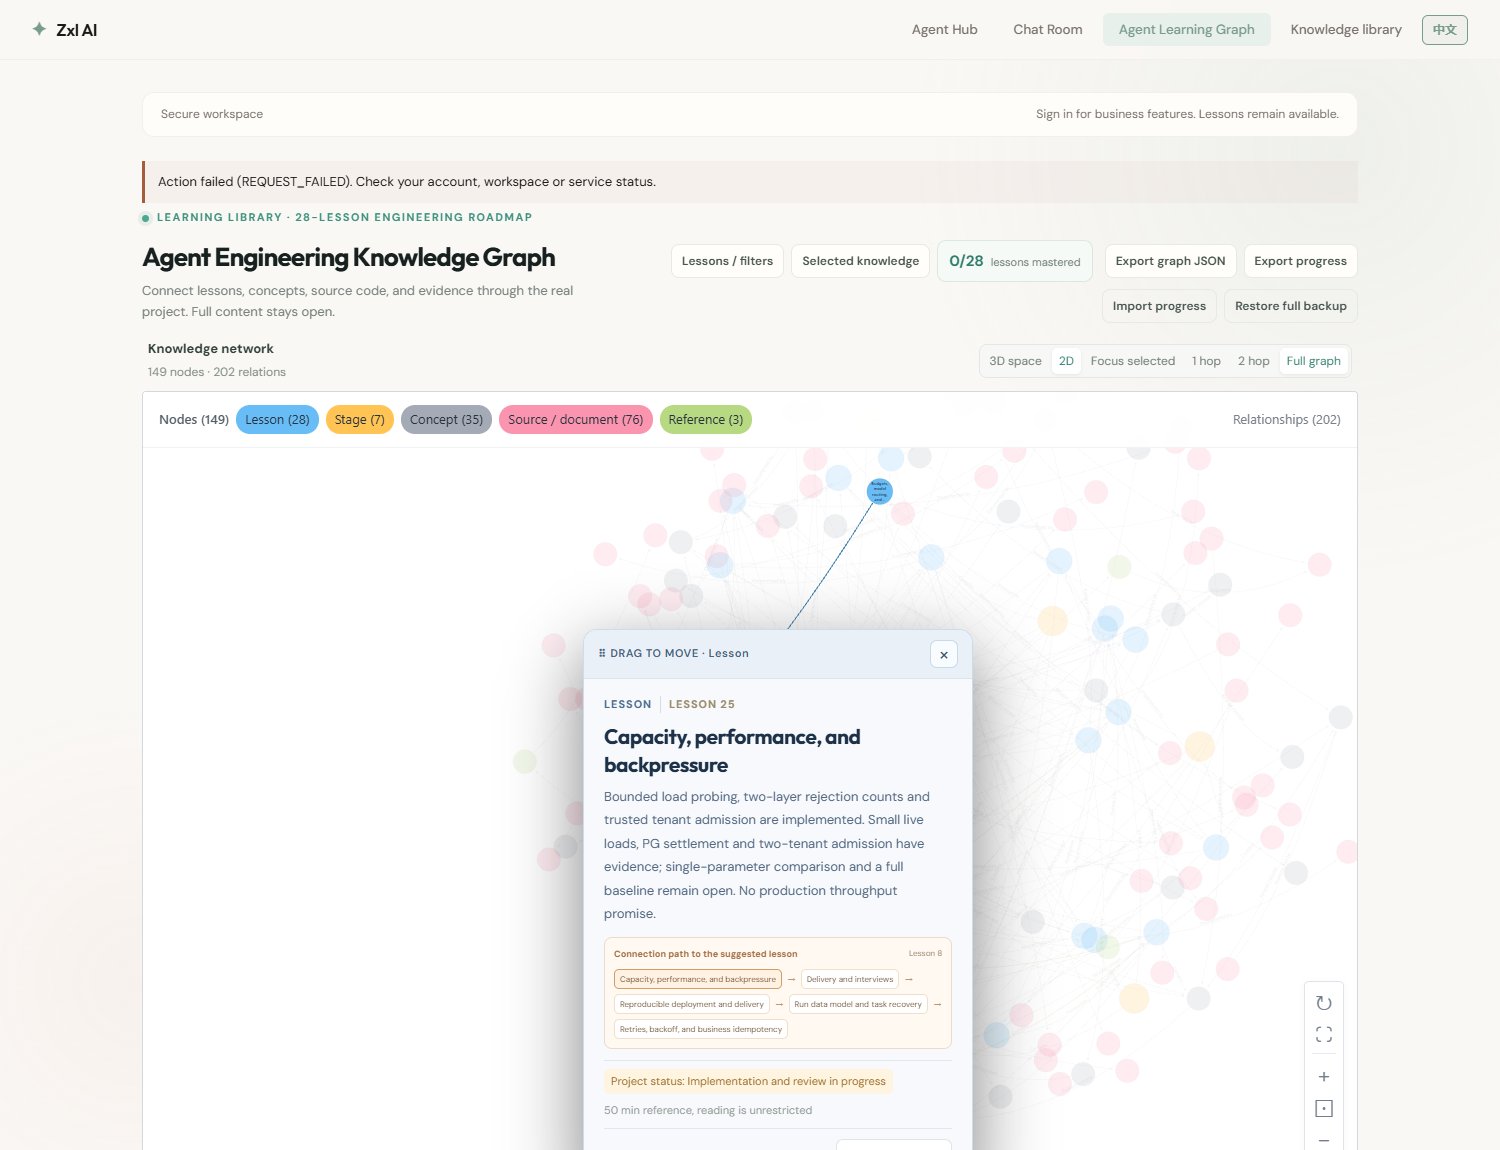 Zxl AI
Agent Hub
Chat Room
Agent Learning Graph
Knowledge library
中文
Secure workspace
Sign in for business features. Lessons remain available.
Action failed (REQUEST_FAILED). Check your account, workspace or service status.
LEARNING LIBRARY · 28-LESSON ENGINEERING ROADMAP
Agent Engineering Knowledge Graph
Connect lessons, concepts, source code, and evidence through the real
project. Full content stays open.
Lessons / filters
Selected knowledge
0/28 lessons mastered
Export graph JSON
Export progress
Import progress
Restore full backup
Knowledge network
149 nodes · 202 relations
3D space
2D
Focus selected
1 hop
2 hop
Full graph
Nodes (149)
Lesson (28)
Stage (7)
Concept (35)
Source / document (76)
Reference (3)
Relationships (202)
DRAG TO MOVE · Lesson
×
LESSON
LESSON 25
Capacity, performance, and
backpressure
Bounded load probing, two-layer rejection counts and
trusted tenant admission are implemented. Small live
loads, PG settlement and two-tenant admission have
evidence; single-parameter comparison and a full
baseline remain open. No production throughput
promise.
Connection path to the suggested lesson
Lesson 8
Capacity, performance, and backpressure →
Delivery and interviews →
Reproducible deployment and delivery →
Run data model and task recovery →
Retries, backoff, and business idempotency
Project status: Implementation and review in progress
50 min reference, reading is unrestricted